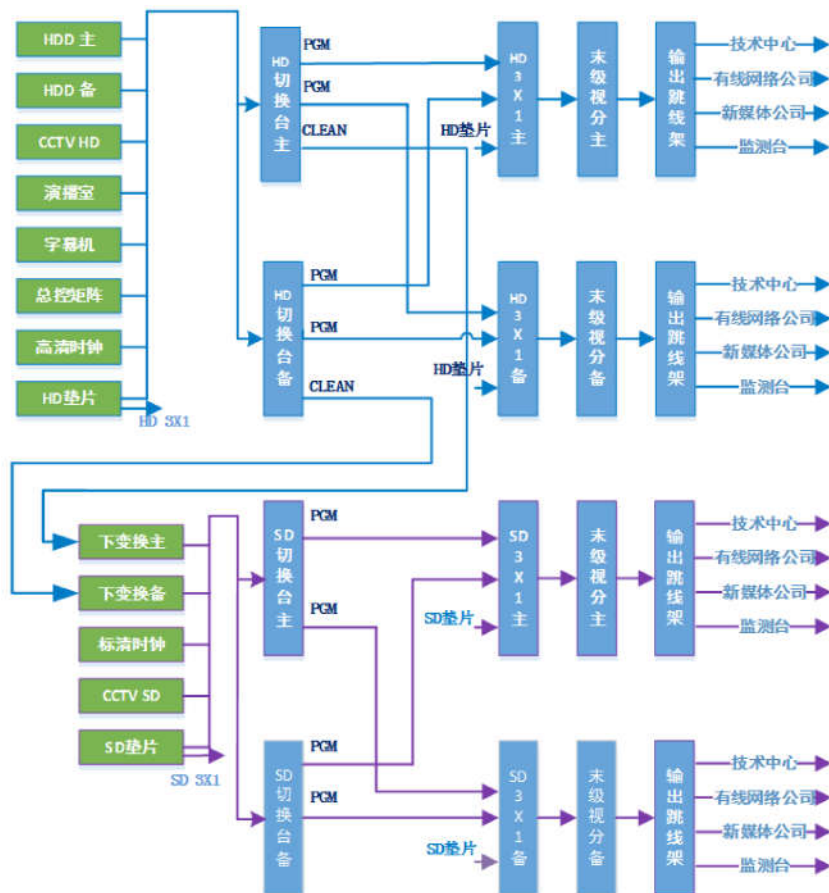 HDD 主
HDD 备
CCTV HD
演播室
字幕机
总控矩阵
高清时钟
HD垫片
HD 3X1
HD切换台主
PGM
PGM
CLEAN
HD垫片
HD3X1主
末级视分主
输出跳线架
技术中心
有线网络公司
新媒体公司
监测台
HD切换台备
PGM
PGM
CLEAN
HD垫片
HD3X1备
末级视分备
输出跳线架
技术中心
有线网络公司
新媒体公司
监测台
下变换主
下变换备
标清时钟
CCTV SD
SD垫片
SD 3X1
SD切换台主
PGM
PGM
SD垫片
SD3X1主
末级视分主
输出跳线架
技术中心
有线网络公司
新媒体公司
监测台
SD切换台备
PGM
PGM
SD垫片
SD3X1备
末级视分备
输出跳线架
技术中心
有线网络公司
新媒体公司
监测台